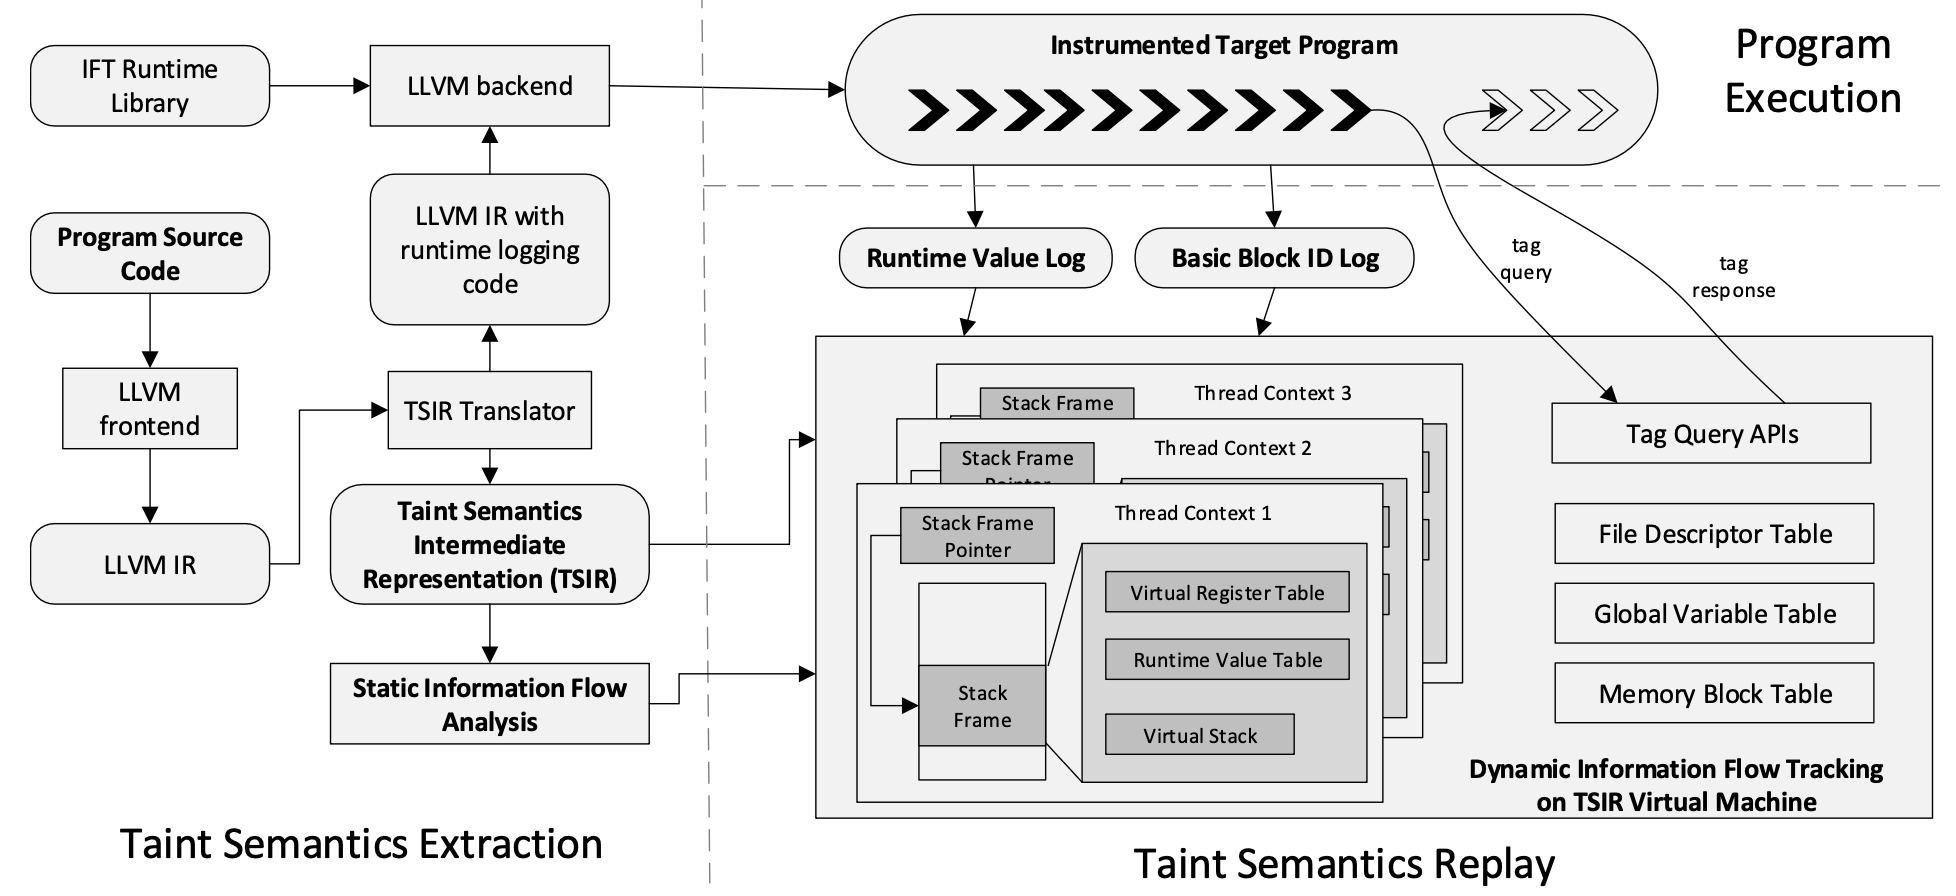 IFT Runtime
Library
LLVM backend
Instrumented Target Program
Program
Execution
Program Source
Code
LLVM IR with
runtime logging
code
Runtime Value Log
Basic Block ID Log
tag
query
tag
response
LLVM
frontend
TSIR Translator
LLVM IR
Taint Semantics
Intermediate
Representation (TSIR)
Static Information Flow
Analysis
Taint Semantics Extraction
Thread Context 3
Stack Frame
Thread Context 2
Stack Frame
Pointer
Thread Context 1
Stack Frame
Pointer
Stack
Frame
Virtual Register Table
Runtime Value Table
Virtual Stack
Tag Query APIs
File Descriptor Table
Global Variable Table
Memory Block Table
Dynamic Information Flow Tracking
on TSIR Virtual Machine
Taint Semantics Replay